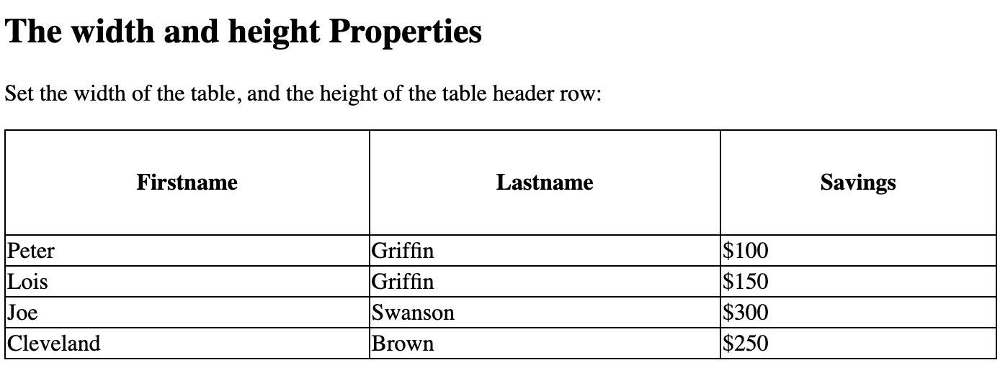 The width and height Properties
Set the width of the table, and the height of the table header row:
Firstname Lastname Savings
Peter Griffin $100
Lois Griffin $150
Joe Swanson $300
Cleveland Brown $250